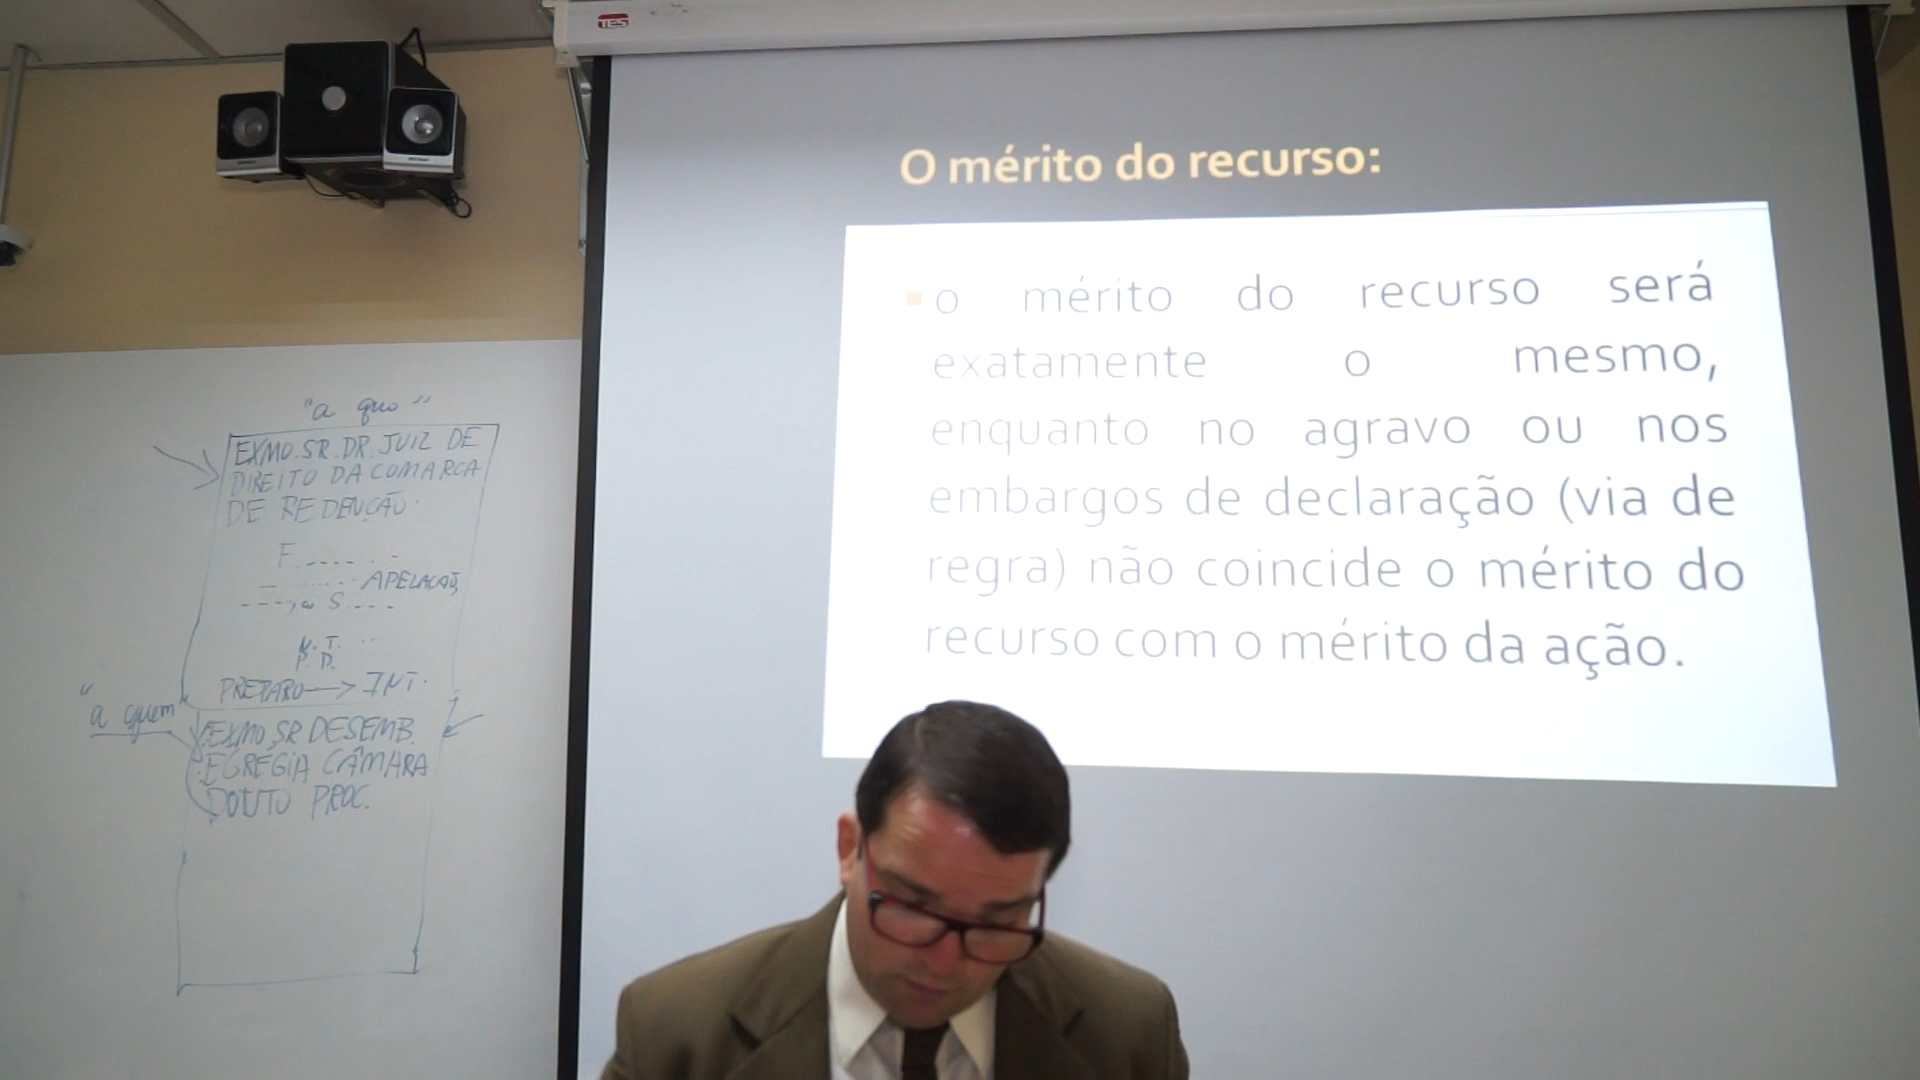 TES
O mérito do recurso:
o mérito do recurso será
exatamente o mesmo,
enquanto no agravo ou nos
embargos de declaração (via de
regra) não coincide o mérito do
recurso com o mérito da ação.
"a quo"
EXMO.SR.DR.JUIZ DE
DIREITO DA COMARCA
DE REDENÇÃO.
F.
APELAÇÃO,
S.
N. T.
P. D.
PREPARO → INT.
"a quem
EXMO SR DESEMB.
EGRÉGIA CÂMARA
DOUTO PROC.